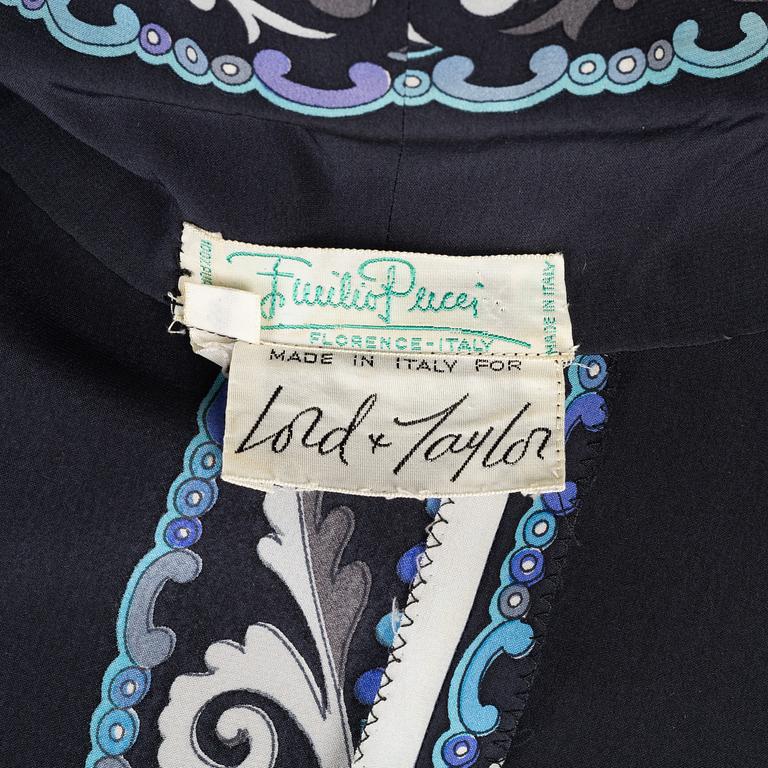 Emilio Pucci
FLORENCE-ITALY
MADE IN ITALY
MADE IN ITALY FOR
Lord + Taylor